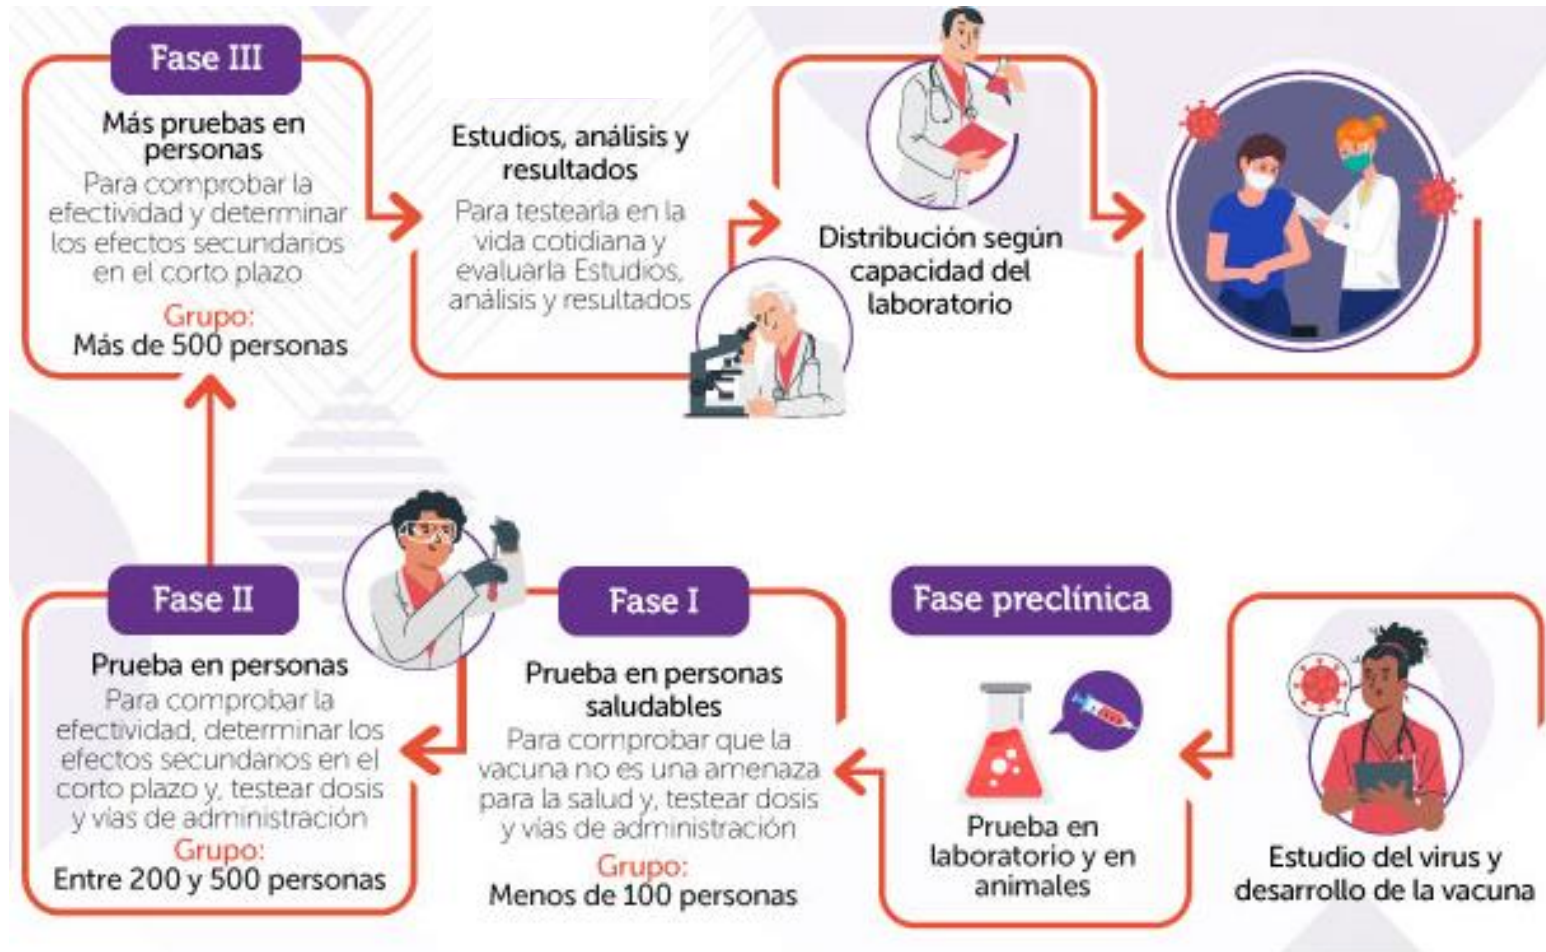 Fase III
Más pruebas en
personas
Para comprobar la
efectividad y determinar
los efectos secundarios
en el corto plazo
Grupo:
Más de 500 personas
Estudios, análisis y
resultados
Para testearla en la
vida cotidiana y
evaluarla Estudios,
análisis y resultados
Distribución según
capacidad del
laboratorio
Fase II
Prueba en personas
Para comprobar la
efectividad, determinar los
efectos secundarios en el
corto plazo y, testear dosis
y vías de administración
Grupo:
Entre 200 y 500 personas
Fase I
Prueba en personas
saludables
Para comprobar que la
vacuna no es una amenaza
para la salud y, testear dosis
y vías de administración
Grupo:
Menos de 100 personas
Fase preclínica
Prueba en
laboratorio y en
animales
Estudio del virus y
desarrollo de la vacuna